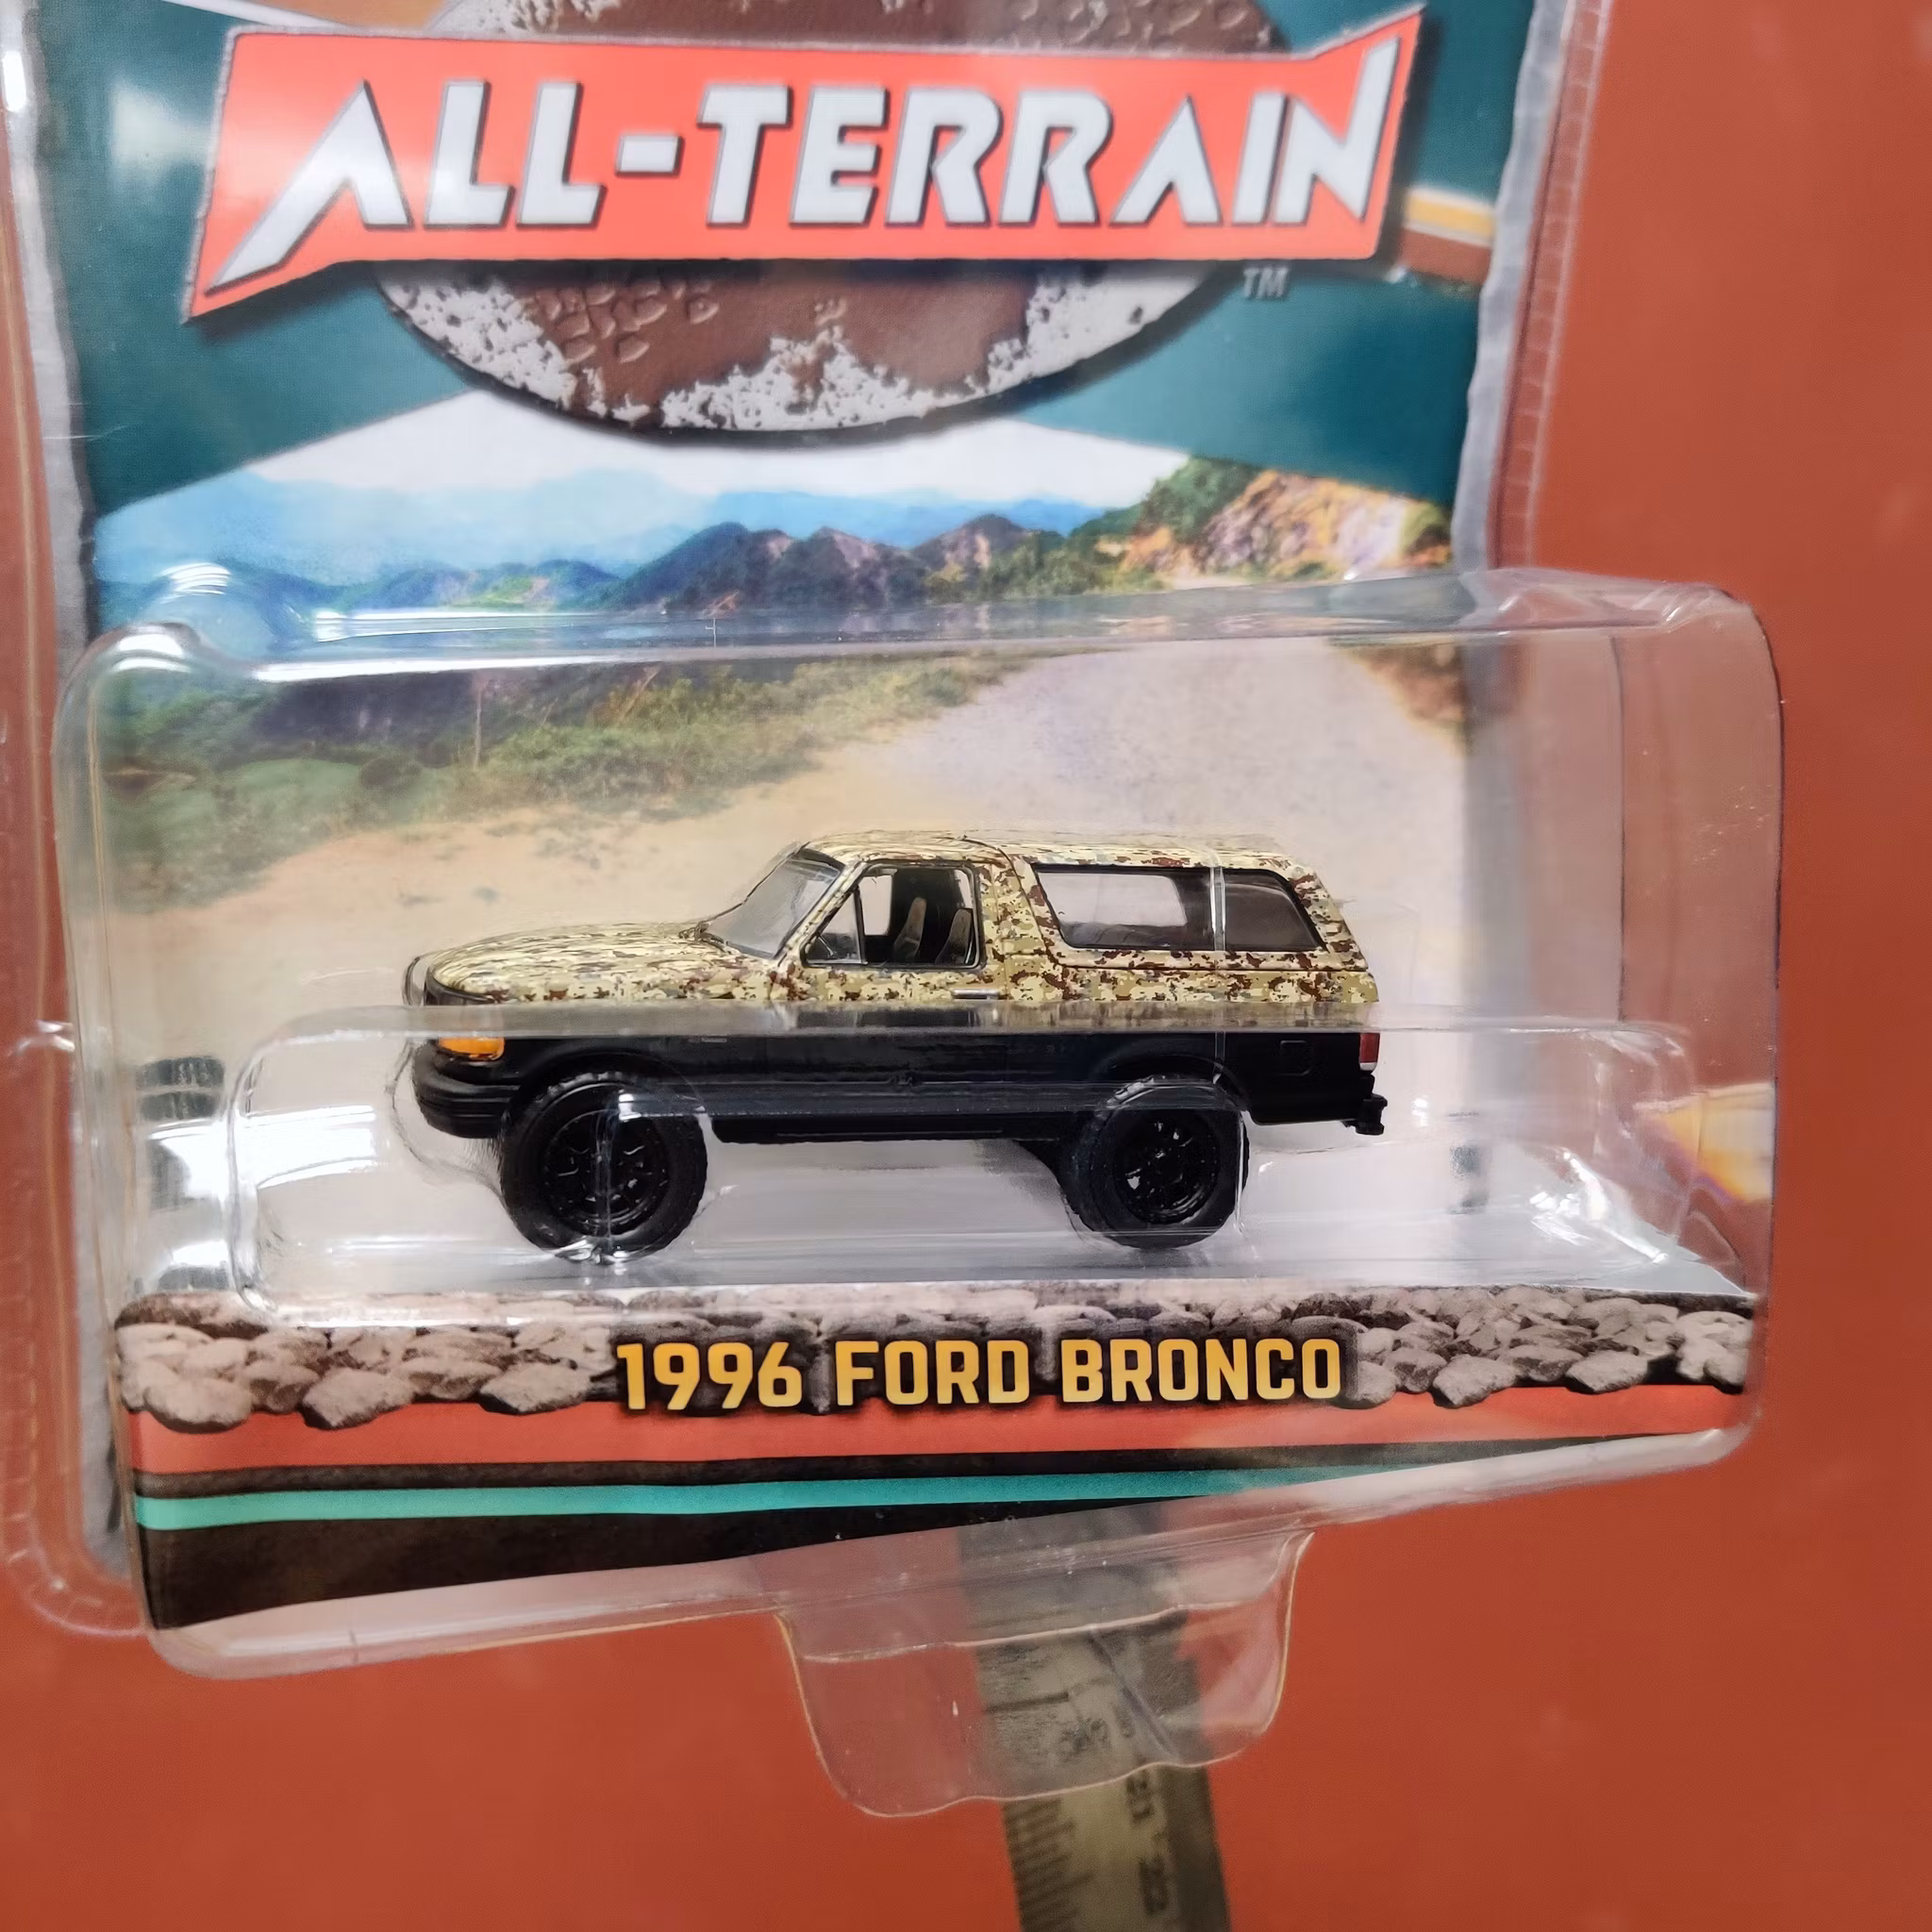 ALL-TERRAIN
TM
1996 FORD BRONCO